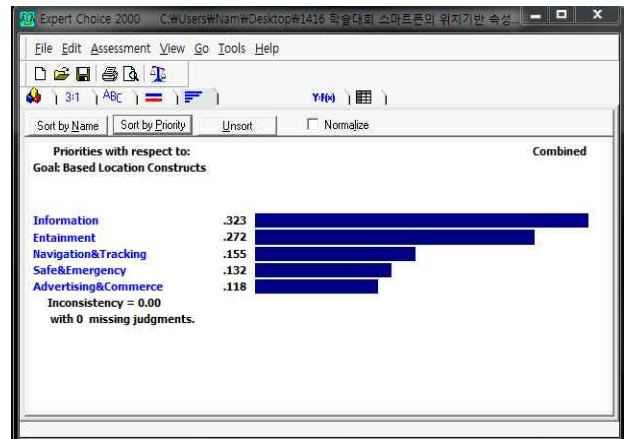 Expert Choice 2000 C:₩Users₩Nam₩Desktop₩1416 학술대회 스마트폰의 위치기반 속성
File Edit Assessment View Go Tools Help
3:1 ABC Y=f(x)
Sort by Name Sort by Priority Unsort Normalize
Priorities with respect to: Combined
Goal: Based Location Constructs
Information .323
Entainment .272
Navigation&Tracking .155
Safe&Emergency .132
Advertising&Commerce .118
Inconsistency = 0.00
with 0 missing judgments.